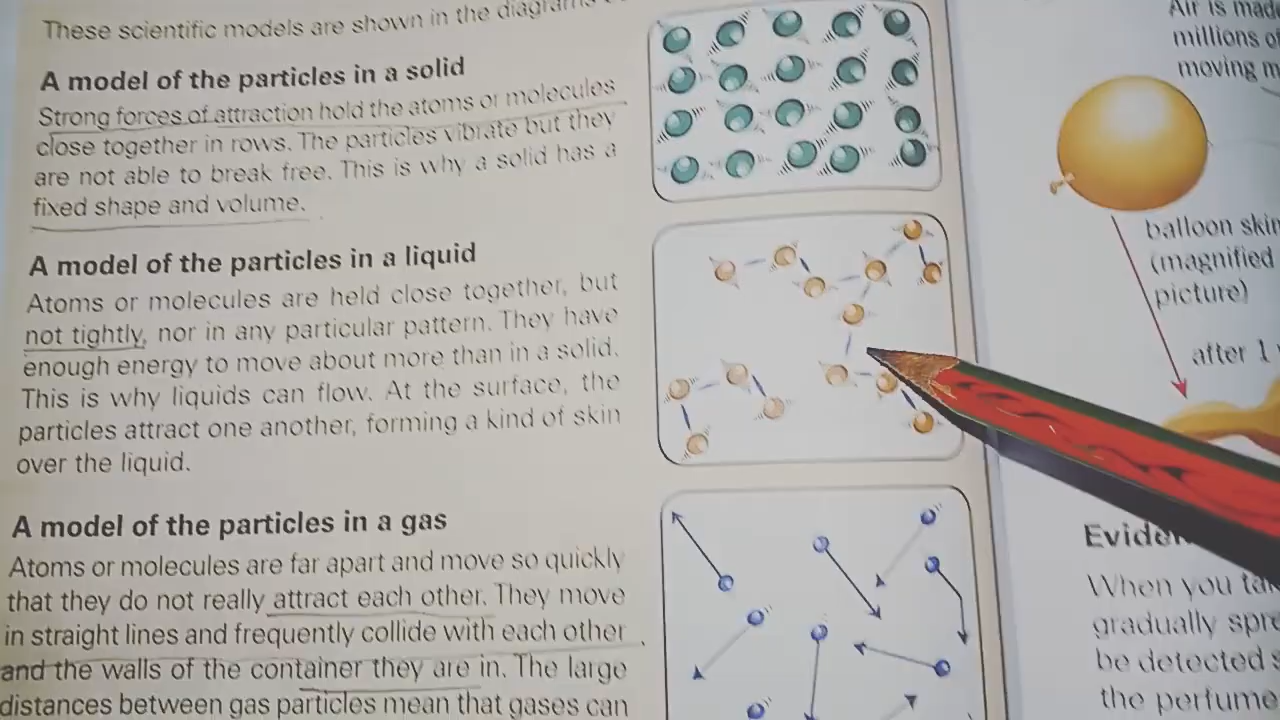 These scientific models are shown in the diagrams
A model of the particles in a solid
Strong forces of attraction hold the atoms or molecules
close together in rows. The particles vibrate but they
are not able to break free. This is why a solid has a
fixed shape and volume.
A model of the particles in a liquid
Atoms or molecules are held close together, but
not tightly, nor in any particular pattern. They have
enough energy to move about more than in a solid.
This is why liquids can flow. At the surface, the
particles attract one another, forming a kind of skin
over the liquid.
A model of the particles in a gas
Atoms or molecules are far apart and move so quickly
that they do not really attract each other. They move
in straight lines and frequently collide with each other
and the walls of the container they are in. The large
distances between gas particles mean that gases can
Air is
millions
moving
balloon skin
(magnified
picture)
after 1
When you
gradually
be detected
the perfume